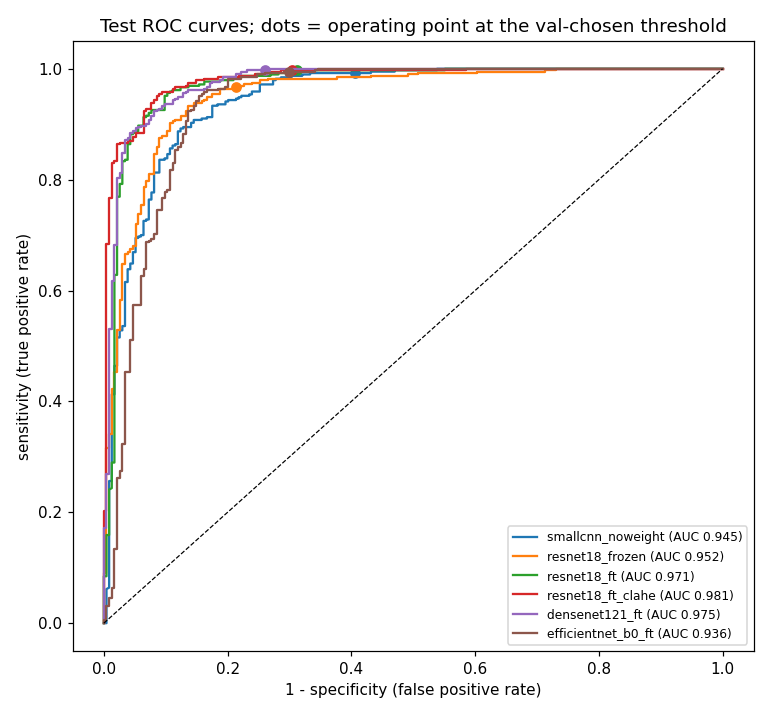 Test ROC curves; dots = operating point at the val-chosen threshold
sensitivity (true positive rate)
1.0
0.8
0.6
0.4
0.2
0.0
0.0 0.2 0.4 0.6 0.8 1.0
1 - specificity (false positive rate)
smallcnn_noweight (AUC 0.945)
resnet18_frozen (AUC 0.952)
resnet18_ft (AUC 0.971)
resnet18_ft_clahe (AUC 0.981)
densenet121_ft (AUC 0.975)
efficientnet_b0_ft (AUC 0.936)